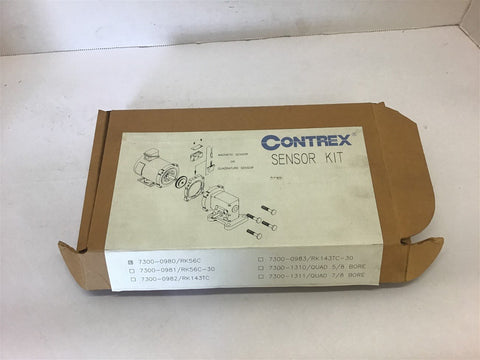 CONTREX
SENSOR KIT
MAGNETIC SENSOR
OR
QUADRATURE SENSOR
7300-0980/RK56C
7300-0981/RK56C-30
7300-0982/RK143TC
7300-0983/RK143TC-30
7300-1310/QUAD 5/8 BORE
7300-1311/QUAD 7/8 BORE